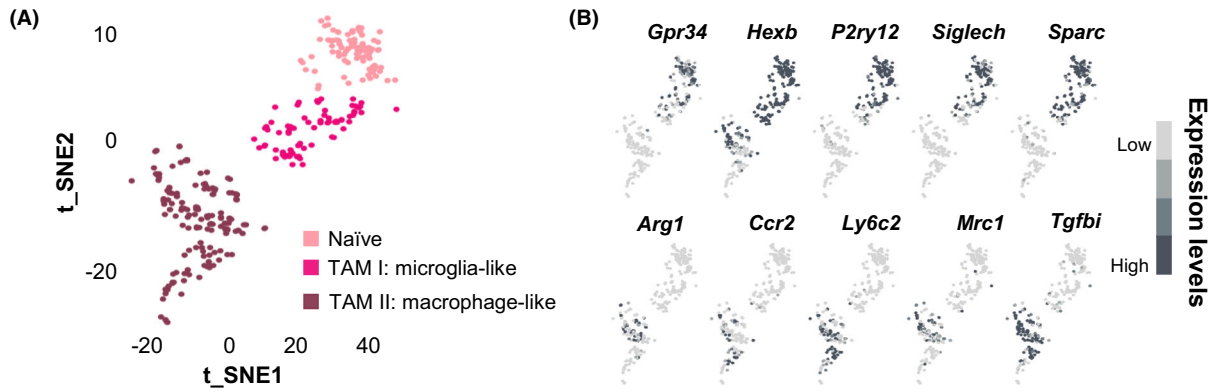 (A)
10
0
-20
t_SNE2
-20 0 20 40
t_SNE1
Naïve
TAM I: microglia-like
TAM II: macrophage-like
(B)
Gpr34 Hexb P2ry12 Siglech Sparc
Arg1 Ccr2 Ly6c2 Mrc1 Tgfbi
Low
High
Expression levels